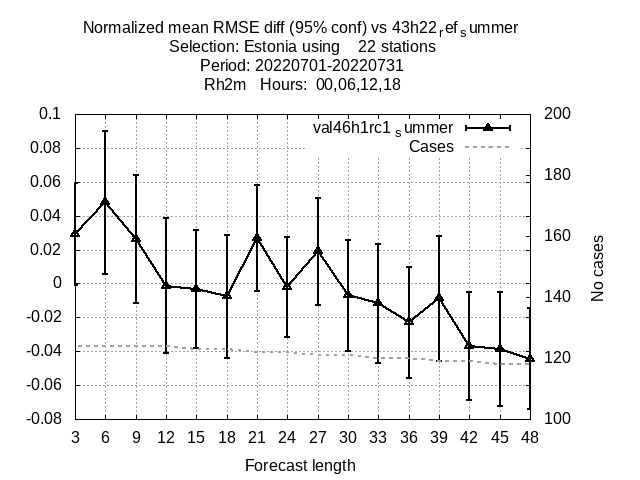 Normalized mean RMSE diff (95% conf) vs 43h22refsummer
Selection: Estonia using 22 stations
Period: 20220701-20220731
Rh2m Hours: 00,06,12,18
val46h1rc1summer
Cases
0.1
0.08
0.06
0.04
0.02
0
-0.02
-0.04
-0.06
-0.08
200
180
160
140
120
100
No cases
3 6 9 12 15 18 21 24 27 30 33 36 39 42 45 48
Forecast length